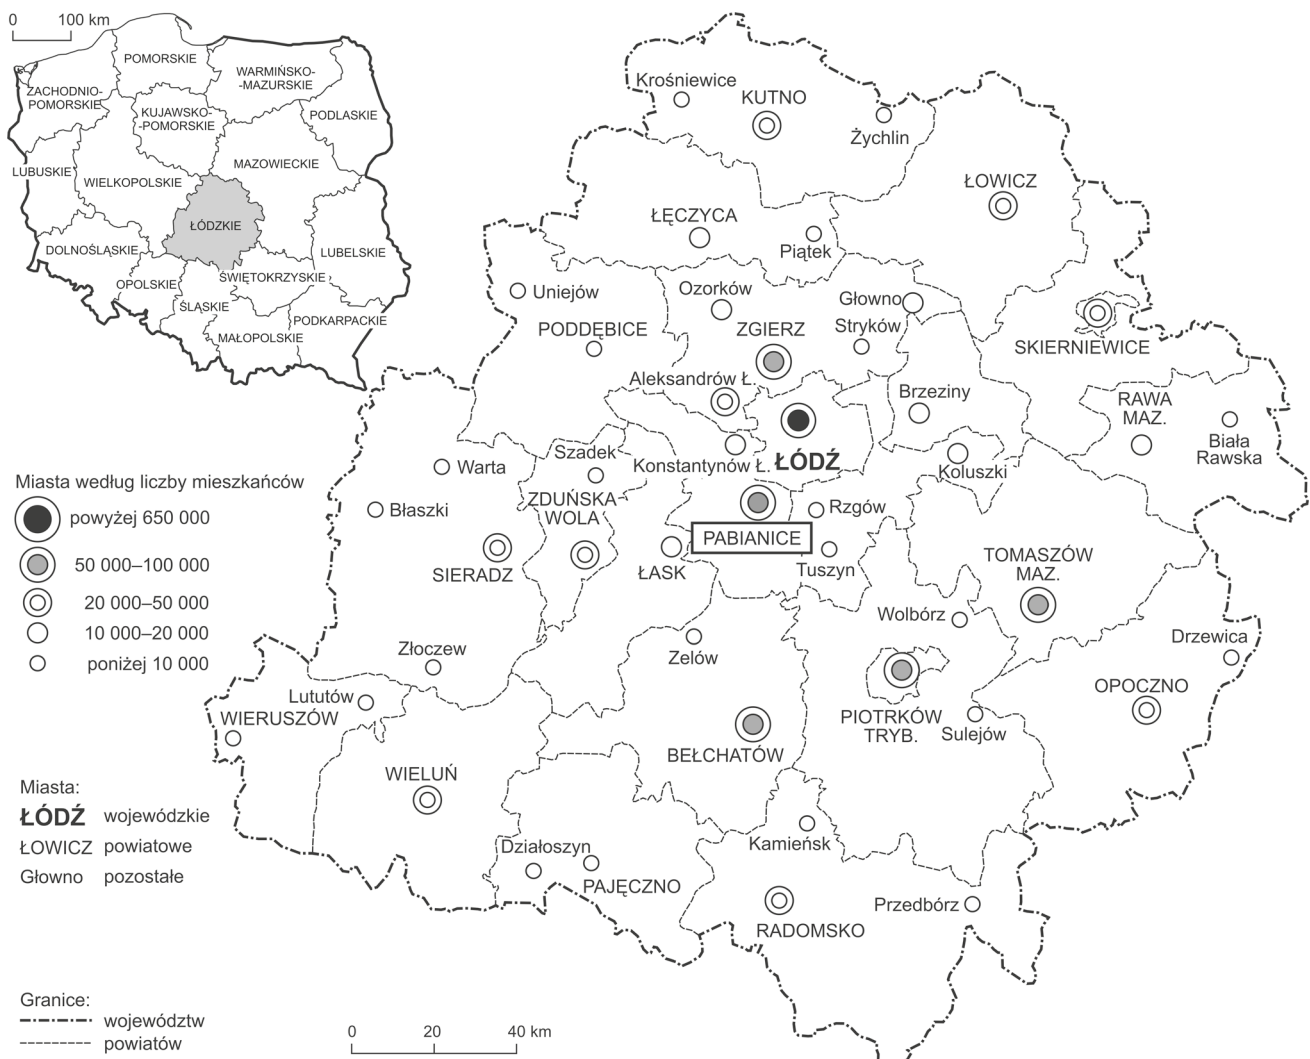 0 100 km
POMORSKIE
WARMIŃSKO-
-MAZURSKIE
ZACHODNIO-
POMORSKIE
KUJAWSKO-
-POMORSKIE
PODLASKIE
MAZOWIECKIE
LUBUSKIE
WIELKOPOLSKIE
ŁÓDZKIE
DOLNOŚLĄSKIE
LUBELSKIE
OPOLSKIE
ŚWIĘTOKRZYSKIE
ŚLĄSKIE
PODKARPACKIE
MAŁOPOLSKIE
Krośniewice
KUTNO
Żychlin
ŁOWICZ
ŁĘCZYCA
Piątek
Uniejów
Ozorków
Głowno
PODDĘBICE
ZGIERZ
Stryków
SKIERNIEWICE
Aleksandrów Ł.
Brzeziny
RAWA
MAZ.
Biała
Rawska
Szadek
Konstantynów Ł.
ŁÓDŹ
Koluszki
Warta
ZDUŃSKA
WOLA
Błaszki
Rzgów
PABIANICE
SIERADZ
ŁASK
Tuszyn
TOMASZÓW
MAZ.
Wolbórz
Drzewica
Złoczew
Zelów
Lututów
WIERUSZÓW
OPOCZNO
PIOTRKÓW
TRYB.
Sulejów
BEŁCHATÓW
WIELUŃ
Kamieńsk
Działoszyn
PAJĘCZNO
RADOMSKO
Przedbórz
Miasta według liczby mieszkańców
powyżej 650 000
50 000–100 000
20 000–50 000
10 000–20 000
poniżej 10 000
Miasta:
ŁÓDŹ wojewódzkie
ŁOWICZ powiatowe
Głowno pozostałe
Granice:
województw
powiatów
0 20 40 km